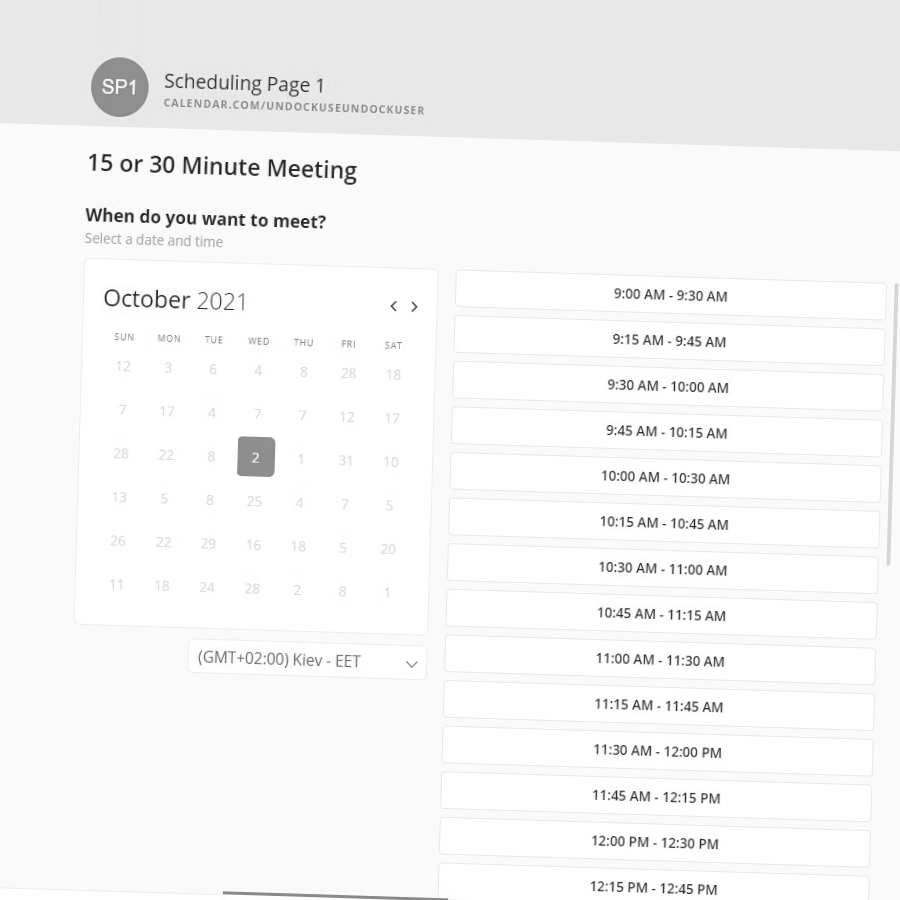 SP1
Scheduling Page 1
CALENDAR.COM/UNDOCKUSEUNDOCKUSER
15 or 30 Minute Meeting
When do you want to meet?
Select a date and time
October 2021
SUN MON TUE WED THU FRI SAT
12 3 6 4 8 28 18
7 17 4 7 7 12 17
28 22 8 2 1 31 10
13 5 8 25 4 7 5
26 22 29 16 18 5 20
11 18 24 28 2 8 1
(GMT+02:00) Kiev - EET
9:00 AM - 9:30 AM
9:15 AM - 9:45 AM
9:30 AM - 10:00 AM
9:45 AM - 10:15 AM
10:00 AM - 10:30 AM
10:15 AM - 10:45 AM
10:30 AM - 11:00 AM
10:45 AM - 11:15 AM
11:00 AM - 11:30 AM
11:15 AM - 11:45 AM
11:30 AM - 12:00 PM
11:45 AM - 12:15 PM
12:00 PM - 12:30 PM
12:15 PM - 12:45 PM